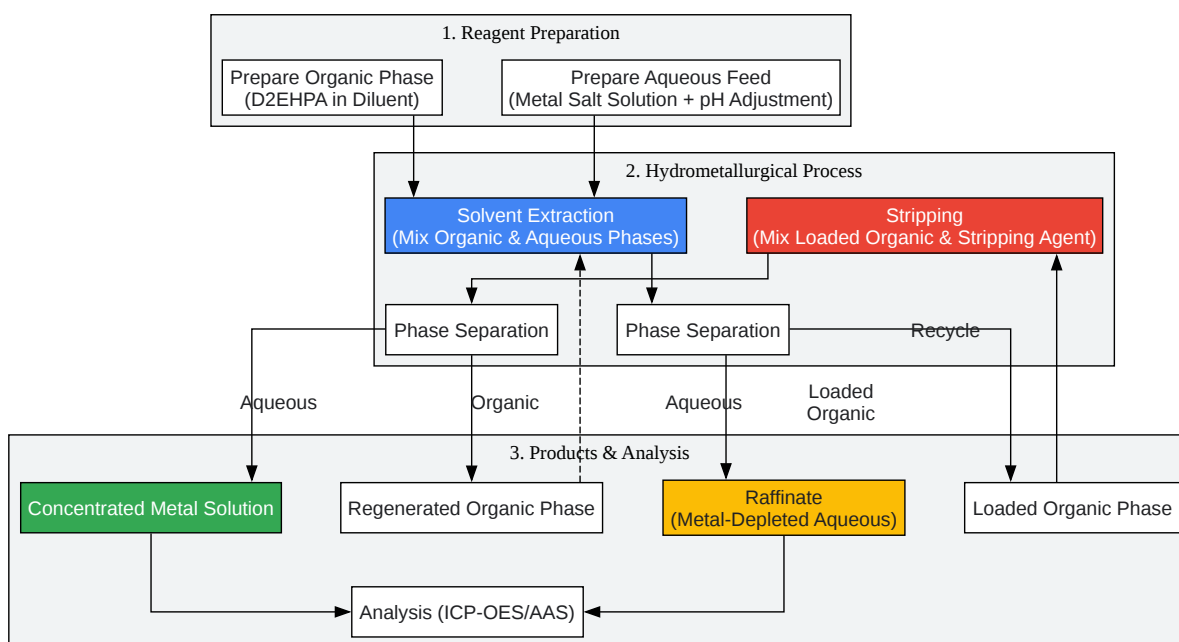 1. Reagent Preparation
Prepare Organic Phase
(D2EHPA in Diluent)
Prepare Aqueous Feed
(Metal Salt Solution + pH Adjustment)
2. Hydrometallurgical Process
Solvent Extraction
(Mix Organic & Aqueous Phases)
Stripping
(Mix Loaded Organic & Stripping Agent)
Phase Separation
Phase Separation
Recycle
Aqueous
Organic
Aqueous
Loaded
Organic
3. Products & Analysis
Concentrated Metal Solution
Regenerated Organic Phase
Raffinate
(Metal-Depleted Aqueous)
Loaded Organic Phase
Analysis (ICP-OES/AAS)